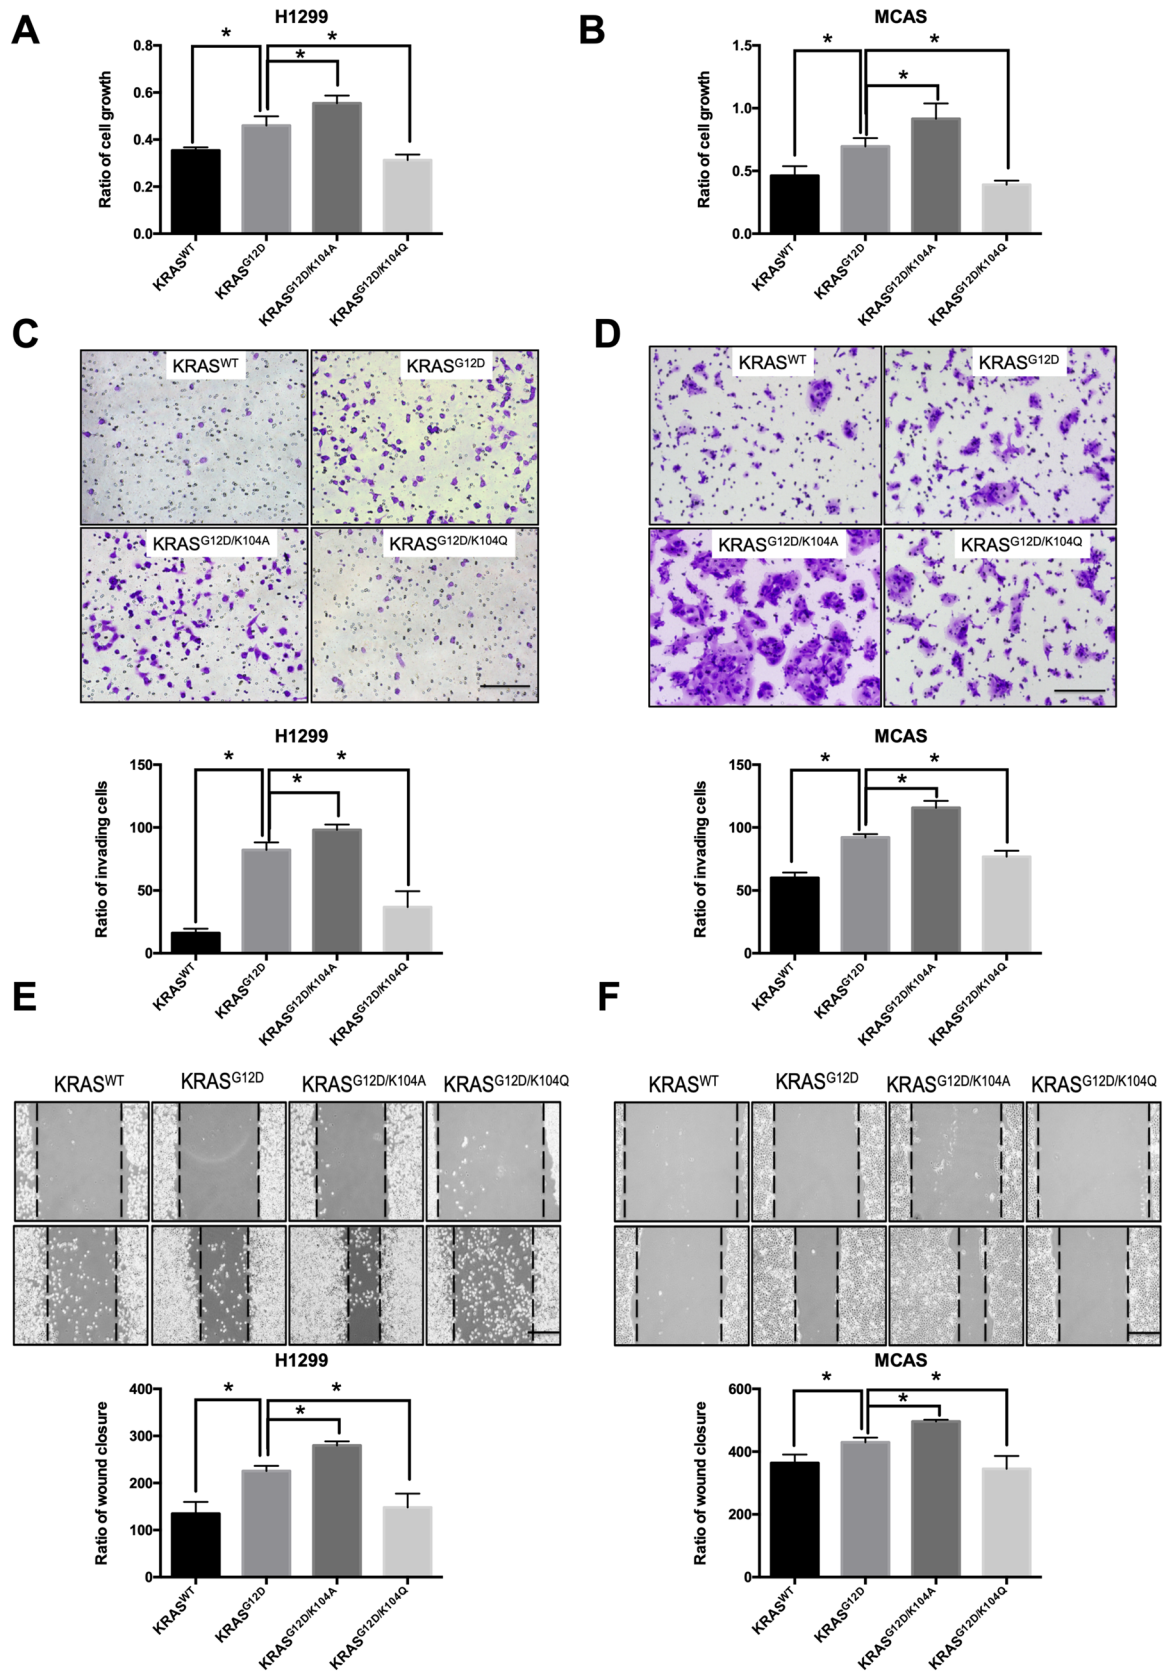 A
H1299
Ratio of cell growth
0.8
0.6
0.4
0.2
0.0
*
*
*
KRASWT
KRASG12D
KRASG12D/K104A
KRASG12D/K104Q
B
MCAS
Ratio of cell growth
1.5
1.0
0.5
0.0
*
*
*
KRASWT
KRASG12D
KRASG12D/K104A
KRASG12D/K104Q
C
KRASWT
KRASG12D
KRASG12D/K104A
KRASG12D/K104Q
H1299
Ratio of invading cells
150
100
50
0
*
*
*
KRASWT
KRASG12D
KRASG12D/K104A
KRASG12D/K104Q
D
KRASWT
KRASG12D
KRASG12D/K104A
KRASG12D/K104Q
MCAS
Ratio of invading cells
150
100
50
0
*
*
*
KRASWT
KRASG12D
KRASG12D/K104A
KRASG12D/K104Q
E
KRASWT
KRASG12D
KRASG12D/K104A
KRASG12D/K104Q
H1299
Ratio of wound closure
400
300
200
100
0
*
*
*
KRASWT
KRASG12D
KRASG12D/K104A
KRASG12D/K104Q
F
KRASWT
KRASG12D
KRASG12D/K104A
KRASG12D/K104Q
MCAS
Ratio of wound closure
600
400
200
0
*
*
*
KRASWT
KRASG12D
KRASG12D/K104A
KRASG12D/K104Q